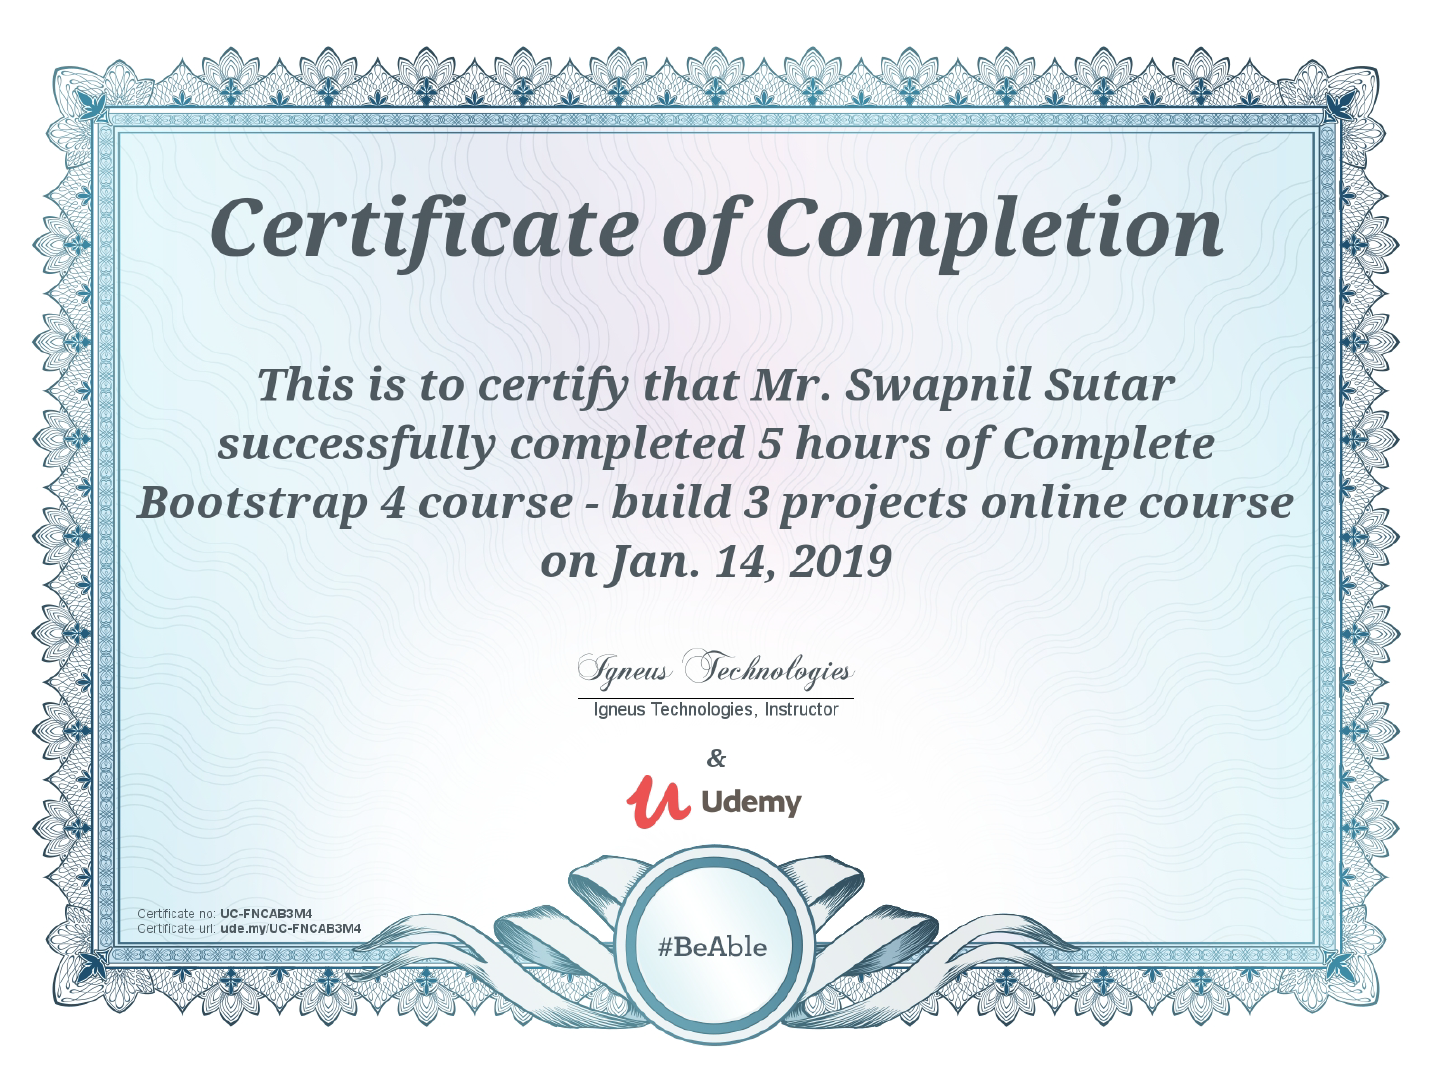 Certificate of Completion
This is to certify that Mr. Swapnil Sutar
successfully completed 5 hours of Complete
Bootstrap 4 course - build 3 projects online course
on Jan. 14, 2019
Igneus Technologies
Igneus Technologies, Instructor
&
Udemy
Certificate no: UC-FNCAB3M4
Certificate url: ude.my/UC-FNCAB3M4
#BeAble